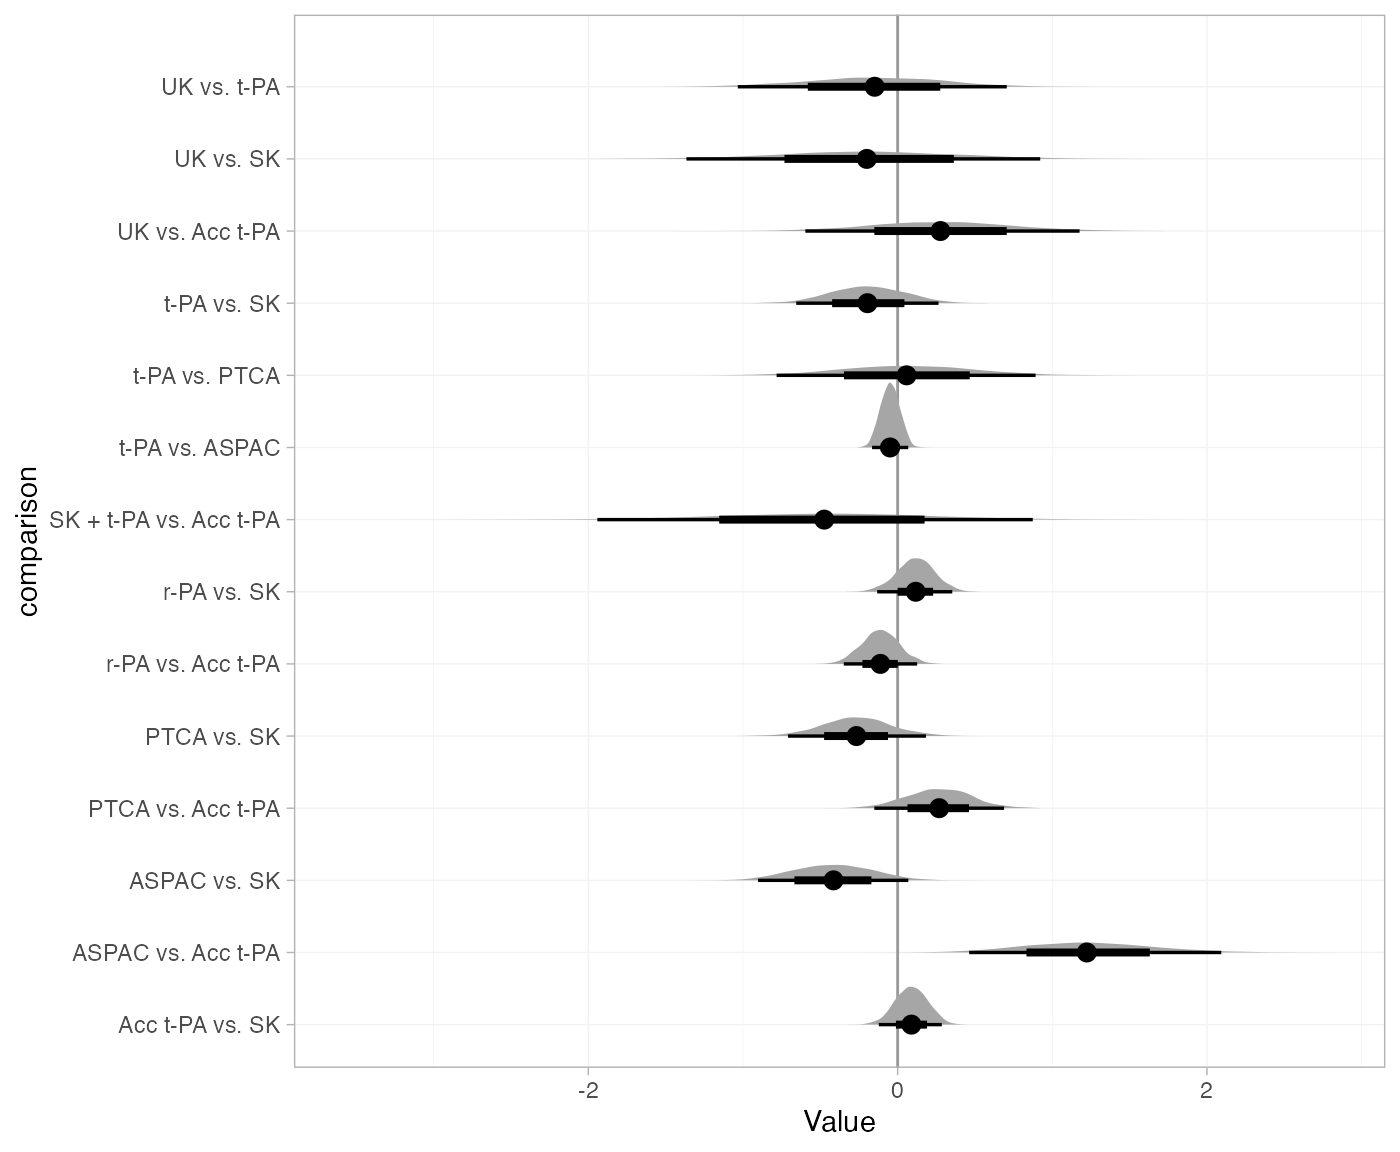 UK vs. t-PA
UK vs. SK
UK vs. Acc t-PA
t-PA vs. SK
t-PA vs. PTCA
t-PA vs. ASPAC
SK + t-PA vs. Acc t-PA
r-PA vs. SK
r-PA vs. Acc t-PA
PTCA vs. SK
PTCA vs. Acc t-PA
ASPAC vs. SK
ASPAC vs. Acc t-PA
Acc t-PA vs. SK
comparison
-2 0 2
Value